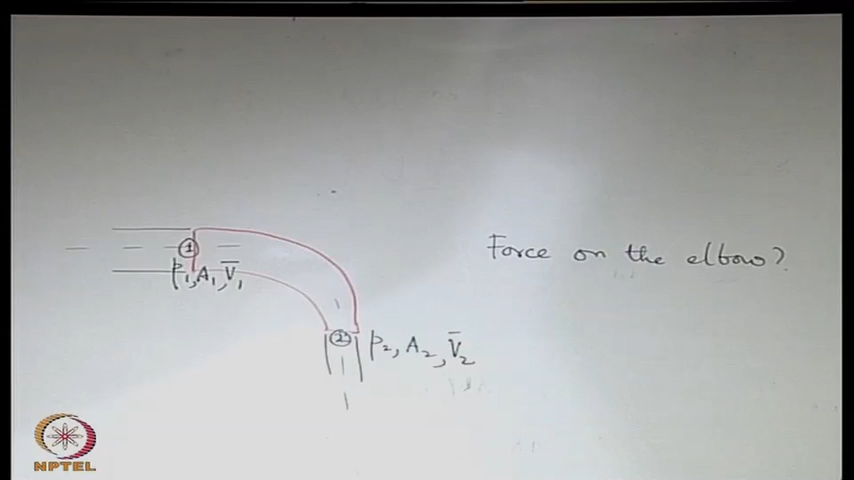 ①
p₁, A₁, V̅₁
Force on the elbow?
②
p₂, A₂, V̅₂
NPTEL